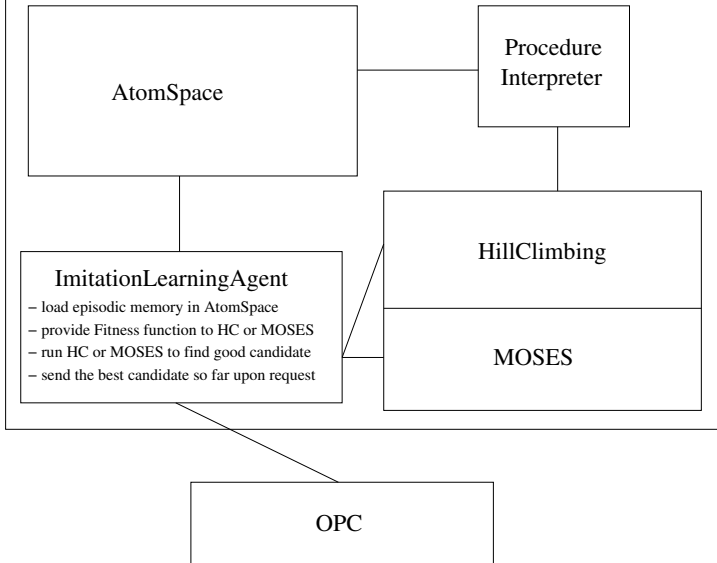 Procedure
Interpreter
AtomSpace
HillClimbing
ImitationLearningAgent
– load episodic memory in AtomSpace
– provide Fitness function to HC or MOSES
– run HC or MOSES to find good candidate
– send the best candidate so far upon request
MOSES
OPC